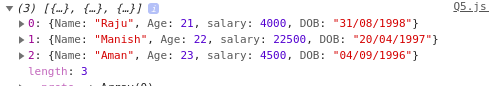 (3) [{…}, {…}, {…}] i Q5.js
0: {Name: "Raju", Age: 21, salary: 4000, DOB: "31/08/1998"}
1: {Name: "Manish", Age: 22, salary: 22500, DOB: "20/04/1997"}
2: {Name: "Aman", Age: 23, salary: 4500, DOB: "04/09/1996"}
length: 3